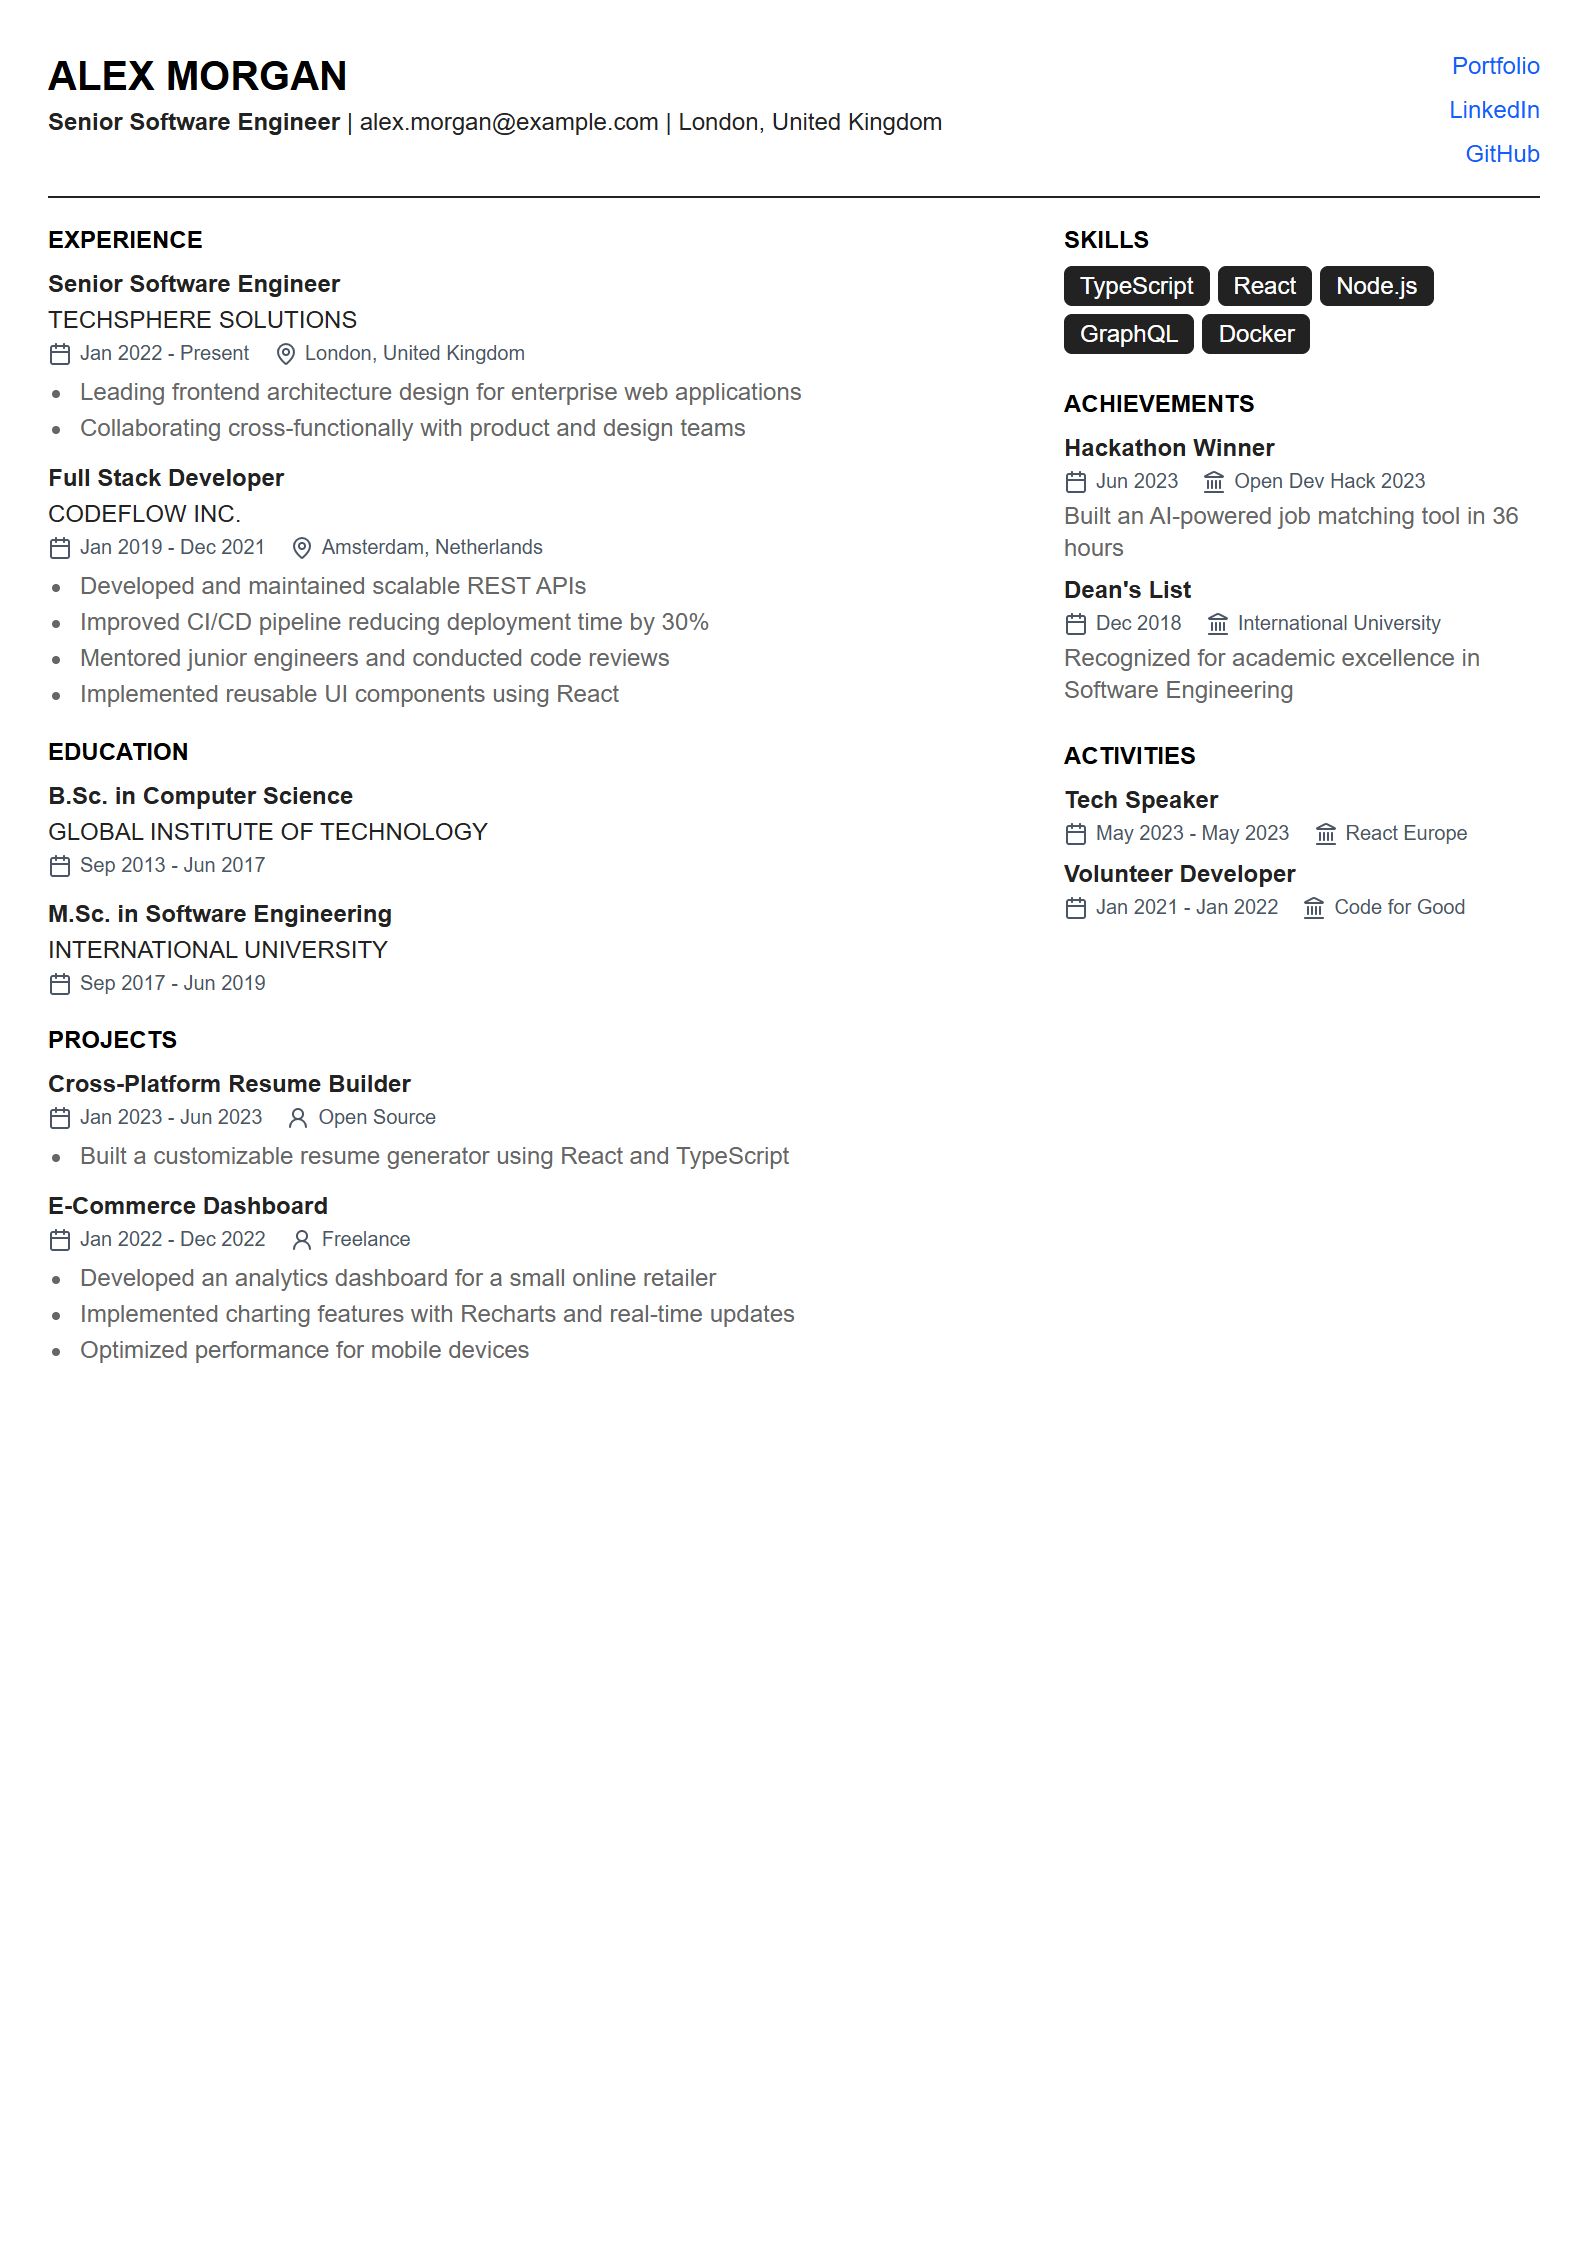 ALEX MORGAN
Senior Software Engineer | alex.morgan@example.com | London, United Kingdom
Portfolio
LinkedIn
GitHub
EXPERIENCE
Senior Software Engineer
TECHSPHERE SOLUTIONS
Jan 2022 - Present London, United Kingdom
• Leading frontend architecture design for enterprise web applications
• Collaborating cross-functionally with product and design teams
Full Stack Developer
CODEFLOW INC.
Jan 2019 - Dec 2021 Amsterdam, Netherlands
• Developed and maintained scalable REST APIs
• Improved CI/CD pipeline reducing deployment time by 30%
• Mentored junior engineers and conducted code reviews
• Implemented reusable UI components using React
EDUCATION
B.Sc. in Computer Science
GLOBAL INSTITUTE OF TECHNOLOGY
Sep 2013 - Jun 2017
M.Sc. in Software Engineering
INTERNATIONAL UNIVERSITY
Sep 2017 - Jun 2019
PROJECTS
Cross-Platform Resume Builder
Jan 2023 - Jun 2023 Open Source
• Built a customizable resume generator using React and TypeScript
E-Commerce Dashboard
Jan 2022 - Dec 2022 Freelance
• Developed an analytics dashboard for a small online retailer
• Implemented charting features with Recharts and real-time updates
• Optimized performance for mobile devices
SKILLS
TypeScript React Node.js
GraphQL Docker
ACHIEVEMENTS
Hackathon Winner
Jun 2023 Open Dev Hack 2023
Built an AI-powered job matching tool in 36
hours
Dean's List
Dec 2018 International University
Recognized for academic excellence in
Software Engineering
ACTIVITIES
Tech Speaker
May 2023 - May 2023 React Europe
Volunteer Developer
Jan 2021 - Jan 2022 Code for Good